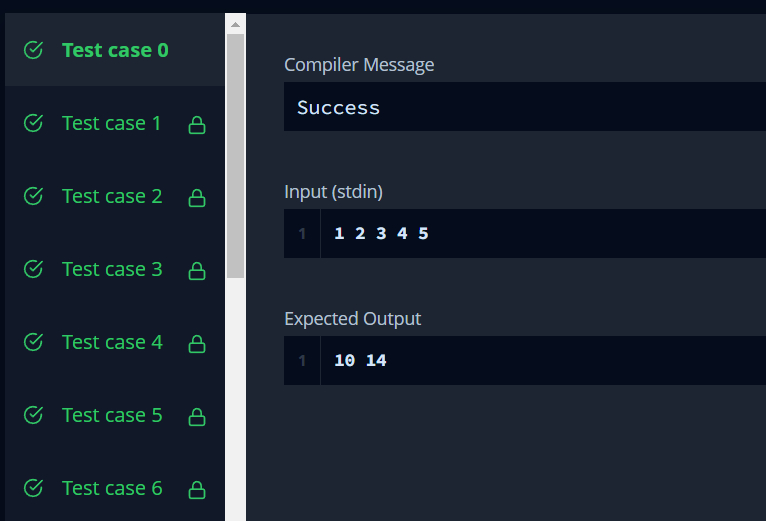 Test case 0
Test case 1
Test case 2
Test case 3
Test case 4
Test case 5
Test case 6
Compiler Message
Success
Input (stdin)
1 1 2 3 4 5
Expected Output
1 10 14